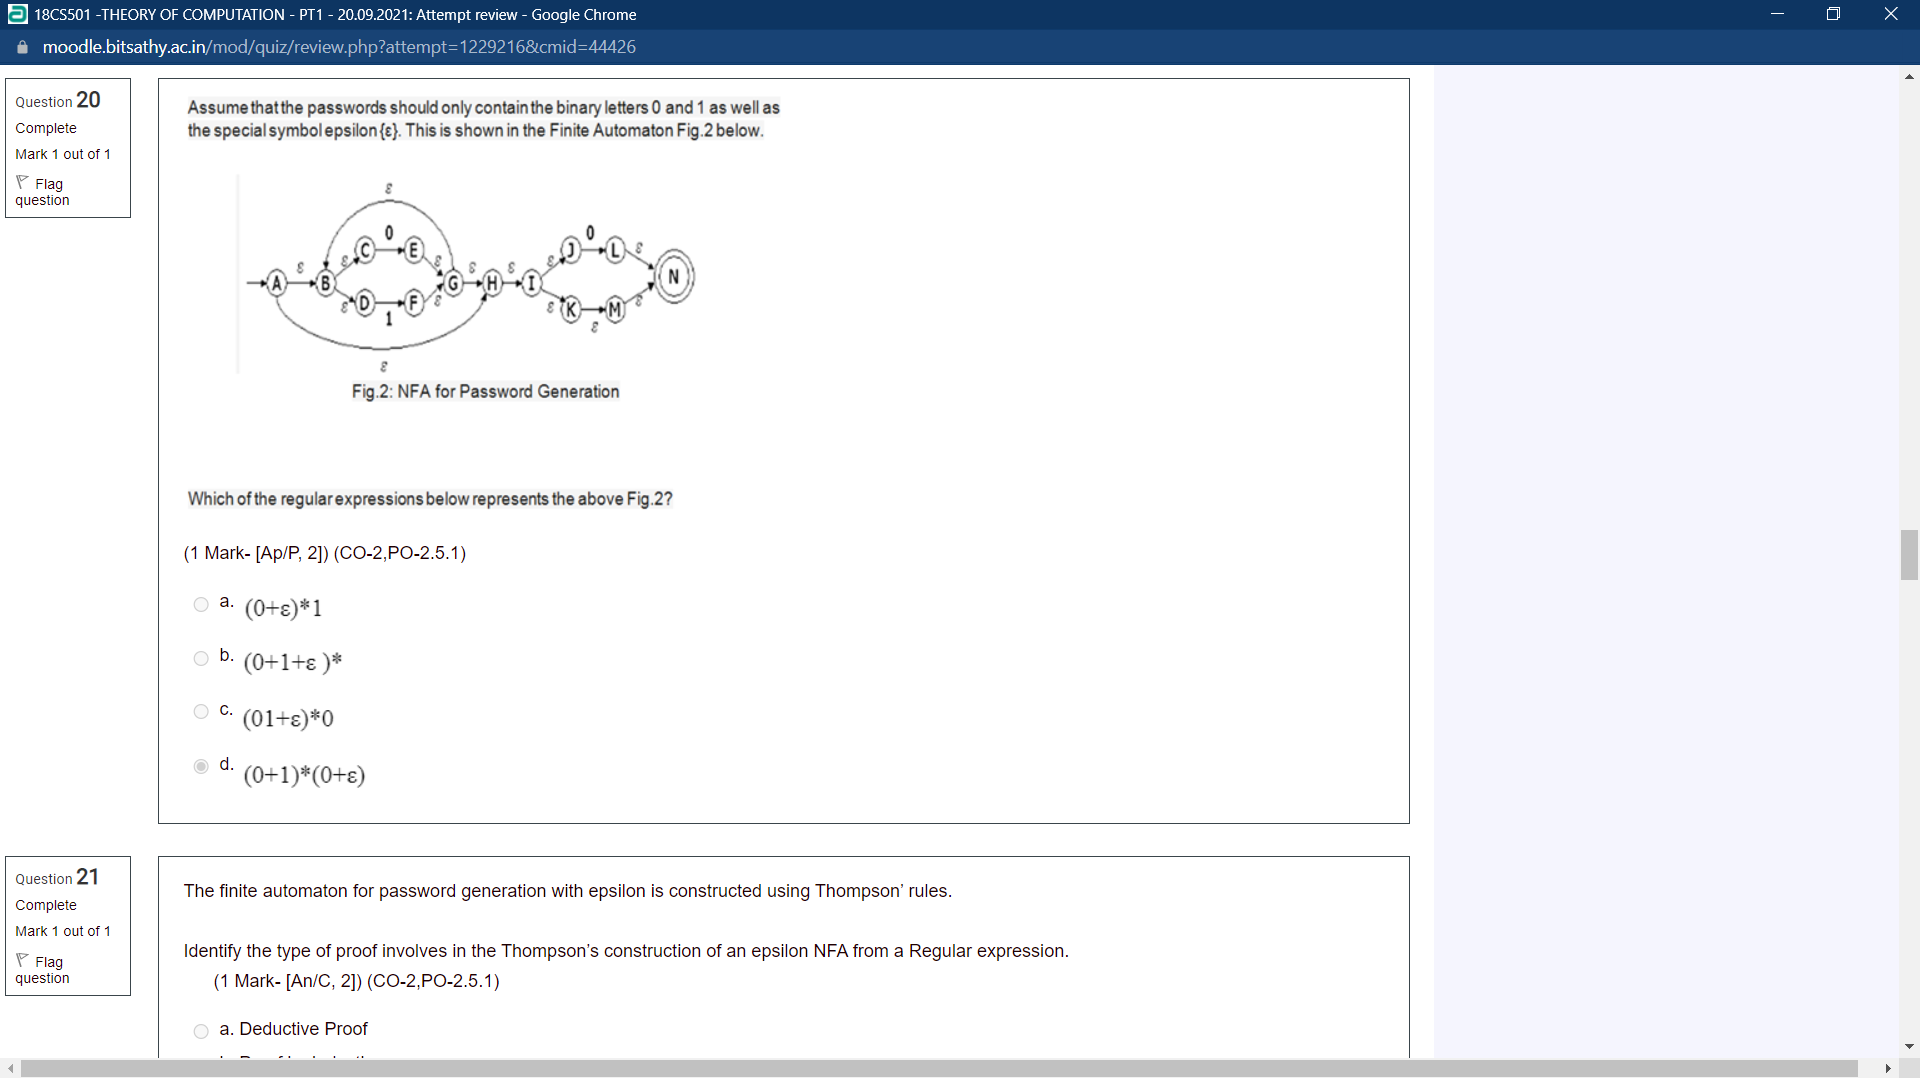 18CS501 -THEORY OF COMPUTATION - PT1 - 20.09.2021: Attempt review - Google Chrome
moodle.bitsathy.ac.in/mod/quiz/review.php?attempt=1229216&cmid=44426
Question 20
Complete
Mark 1 out of 1
Flag
question
Assume that the passwords should only contain the binary letters 0 and 1 as well as
the special symbol epsilon {ε}. This is shown in the Finite Automaton Fig.2 below.
ε
0 0
C E J L
ε ε ε ε
ε ε ε
A B G H I N
D F K M
ε ε ε ε
1 ε
ε
Fig.2: NFA for Password Generation
Which of the regular expressions below represents the above Fig.2?
(1 Mark- [Ap/P, 2]) (CO-2,PO-2.5.1)
a. (0+ε)*1
b. (0+1+ε )*
c. (01+ε)*0
d. (0+1)*(0+ε)
Question 21
Complete
Mark 1 out of 1
Flag
question
The finite automaton for password generation with epsilon is constructed using Thompson’ rules.
Identify the type of proof involves in the Thompson’s construction of an epsilon NFA from a Regular expression.
(1 Mark- [An/C, 2]) (CO-2,PO-2.5.1)
a. Deductive Proof